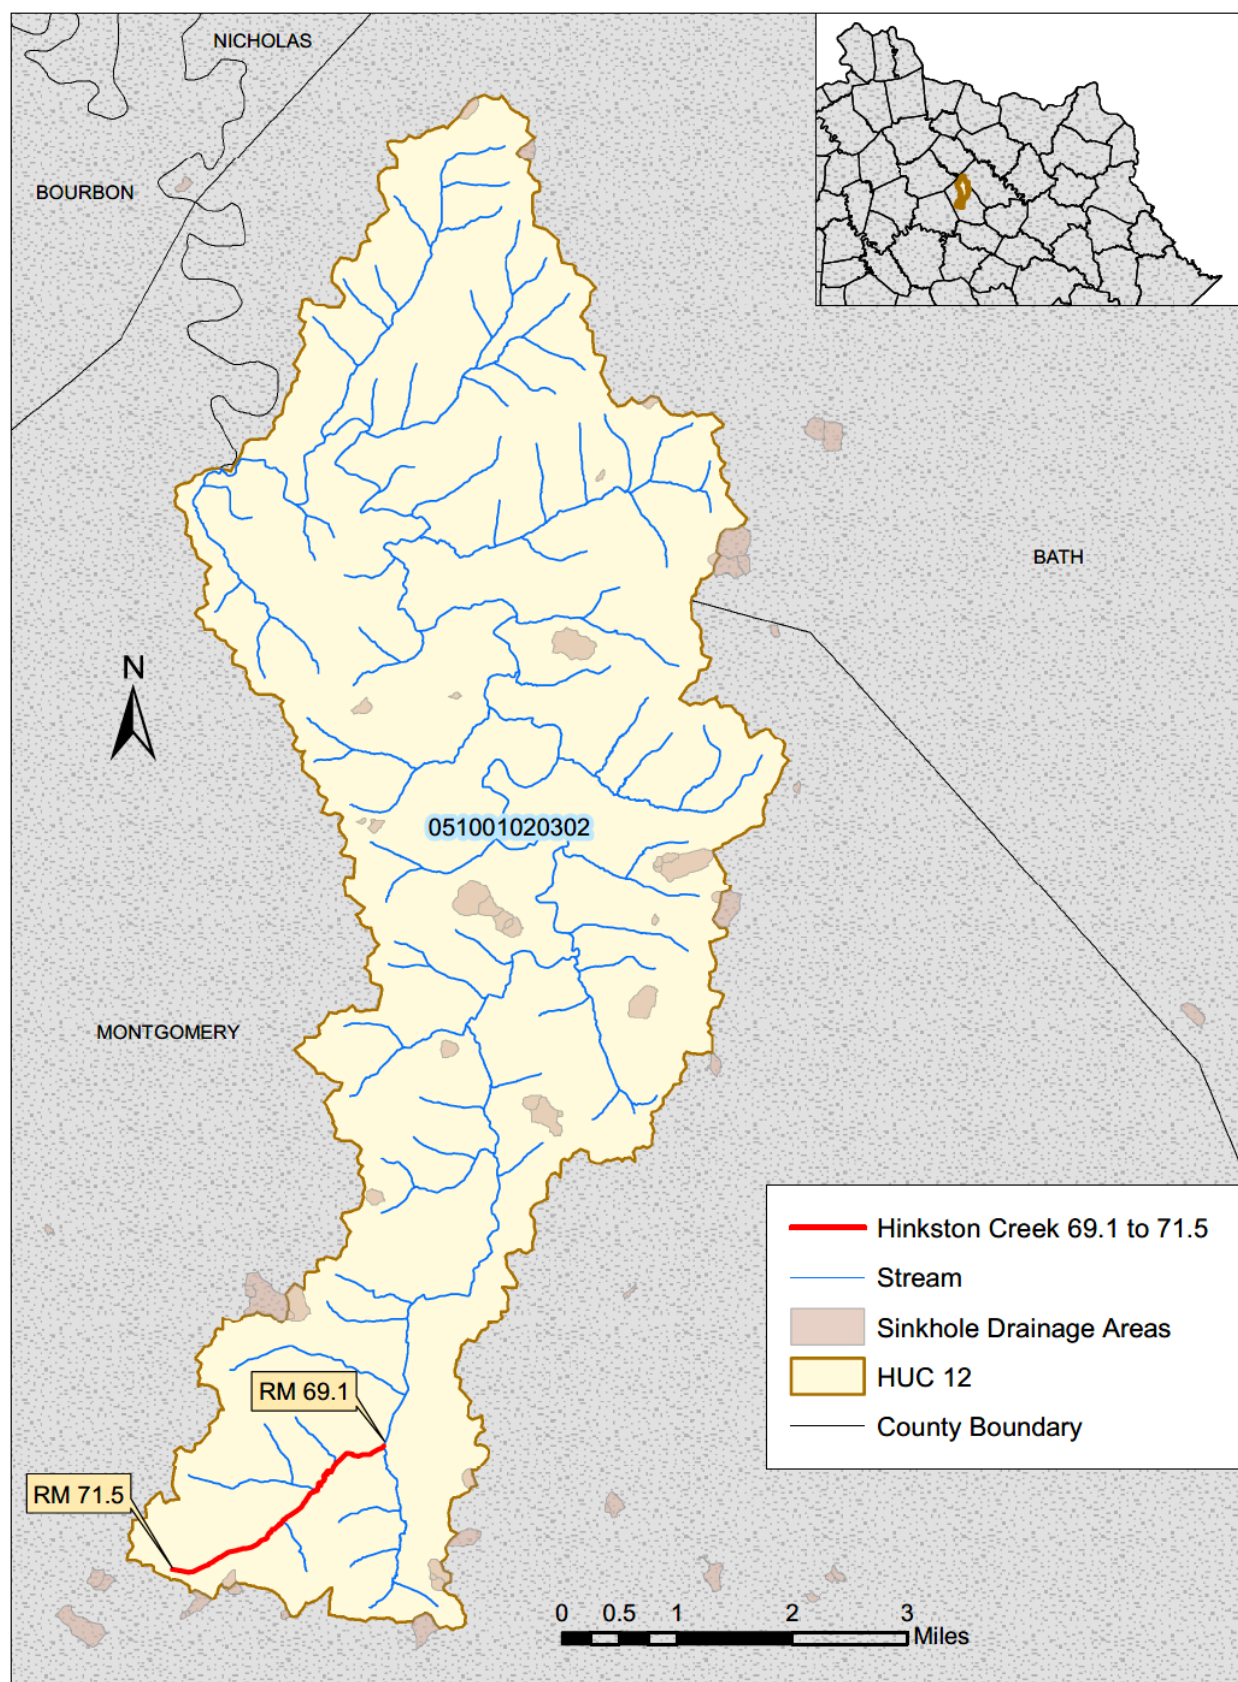 NICHOLAS
BOURBON
BATH
N
051001020302
MONTGOMERY
Hinkston Creek 69.1 to 71.5
Stream
Sinkhole Drainage Areas
HUC 12
County Boundary
RM 69.1
RM 71.5
0 0.5 1 2 3
Miles